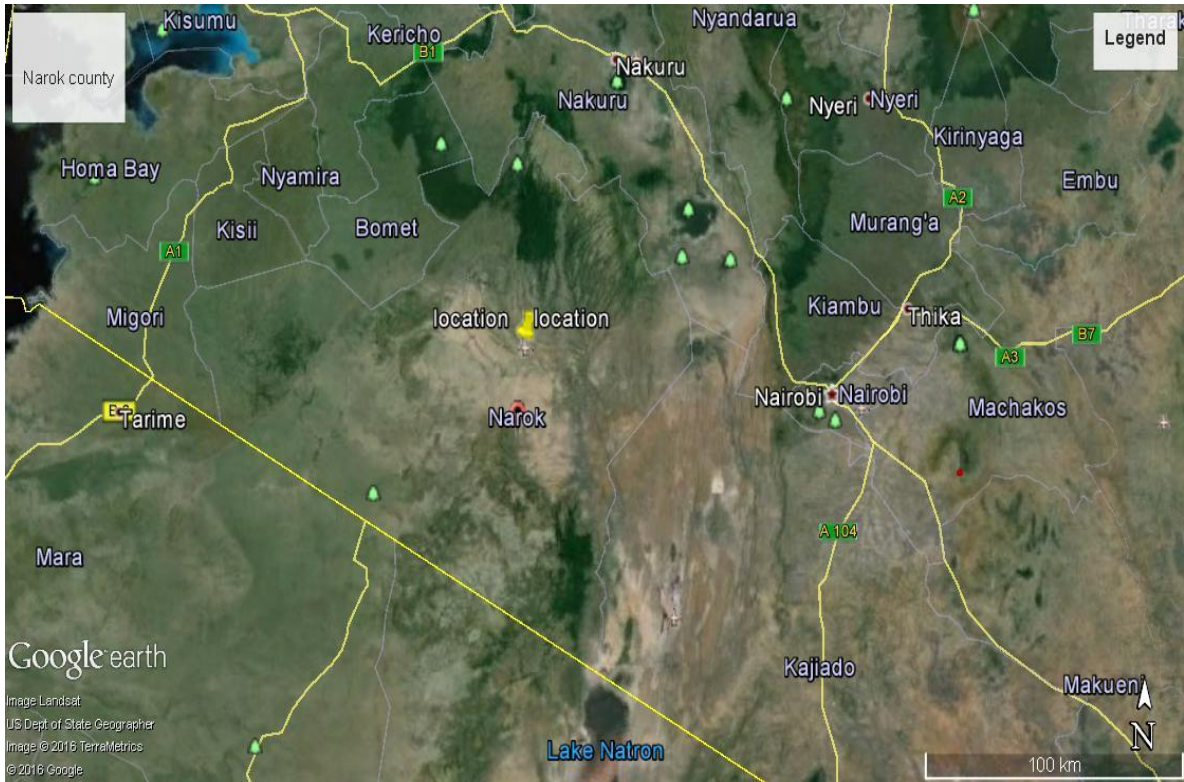 Kisumu
Nyandarua
Kericho
Legend
B1
Narok county
Nakuru
Nakuru
Nyeri
Nyeri
Kirinyaga
Homa Bay
Nyamira
Embu
A2
Kisii
Bomet
Murang'a
A1
Migori
location
location
Kiambu
Thika
B7
A3
Nairobi
Nairobi
Tarime
Narok
Machakos
A 104
Mara
Google earth
Kajiado
Makueni
Image Landsat
US Dept of State Geographer
Image © 2016 TerraMetrics
© 2016 Google
Lake Natron
N
100 km